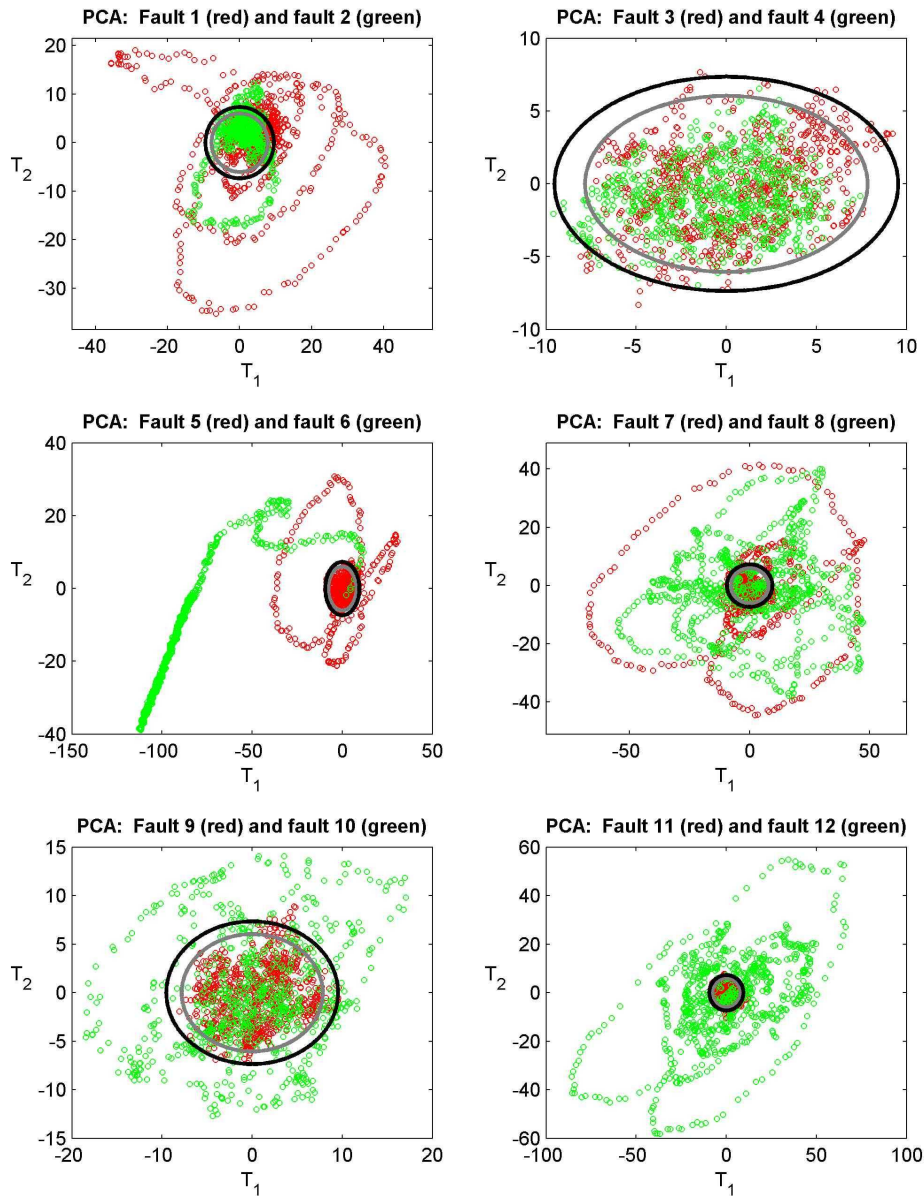 PCA: Fault 1 (red) and fault 2 (green)
20
10
0
-10
-20
-30
T2
-40 -20 0 20 40
T1
PCA: Fault 3 (red) and fault 4 (green)
10
5
0
-5
-10
T2
-10 -5 0 5 10
T1
PCA: Fault 5 (red) and fault 6 (green)
40
20
0
-20
-40
T2
-150 -100 -50 0 50
T1
PCA: Fault 7 (red) and fault 8 (green)
40
20
0
-20
-40
T2
-50 0 50
T1
PCA: Fault 9 (red) and fault 10 (green)
15
10
5
0
-5
-10
-15
T2
-20 -10 0 10 20
T1
PCA: Fault 11 (red) and fault 12 (green)
60
40
20
0
-20
-40
-60
T2
-100 -50 0 50 100
T1